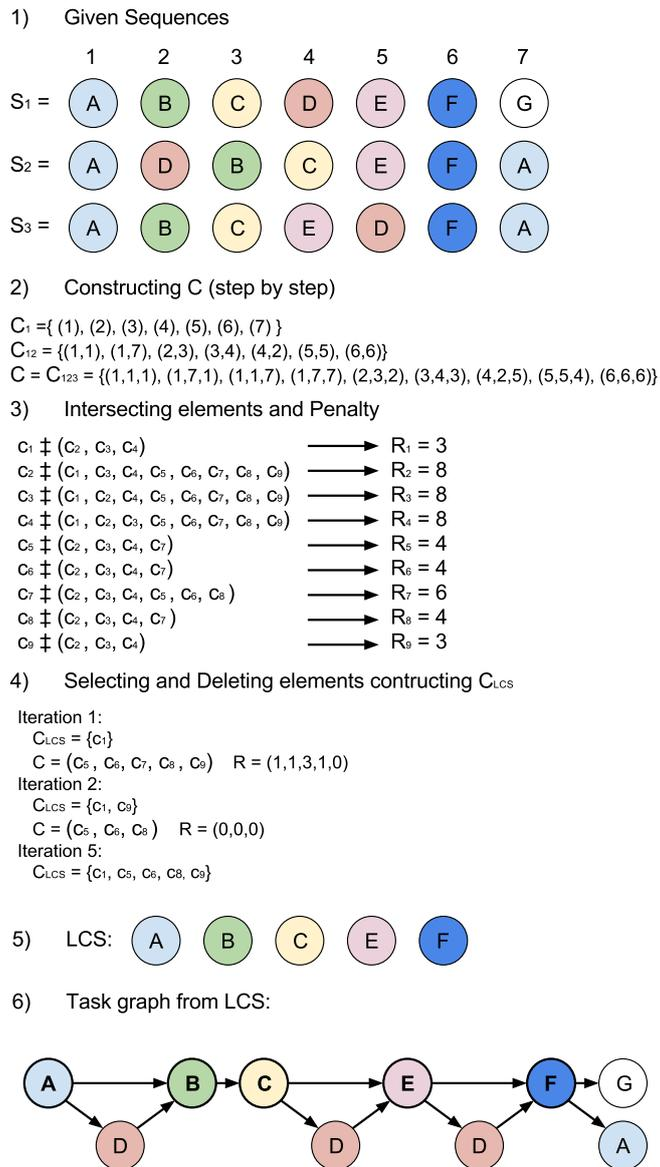 1) Given Sequences
1 2 3 4 5 6 7
S1 = A B C D E F G
S2 = A D B C E F A
S3 = A B C E D F A
2) Constructing C (step by step)
C1 ={ (1), (2), (3), (4), (5), (6), (7) }
C12 = {(1,1), (1,7), (2,3), (3,4), (4,2), (5,5), (6,6)}
C = C123 = {(1,1,1), (1,7,1), (1,1,7), (1,7,7), (2,3,2), (3,4,3), (4,2,5), (5,5,4), (6,6,6)}
3) Intersecting elements and Penalty
c1 ‡ (c2 , c3, c4) R1 = 3
c2 ‡ (c1 , c3, c4, c5 , c6, c7, c8 , c9) R2 = 8
c3 ‡ (c1 , c2, c4, c5 , c6, c7, c8 , c9) R3 = 8
c4 ‡ (c1 , c2, c3, c5 , c6, c7, c8 , c9) R4 = 8
c5 ‡ (c2 , c3, c4, c7) R5 = 4
c6 ‡ (c2 , c3, c4, c7) R6 = 4
c7 ‡ (c2 , c3, c4, c5 , c6, c8 ) R7 = 6
c8 ‡ (c2 , c3, c4, c7 ) R8 = 4
c9 ‡ (c2 , c3, c4) R9 = 3
4) Selecting and Deleting elements contructing CLCS
Iteration 1:
CLCS = {c1}
C = (c5 , c6, c7, c8 , c9) R = (1,1,3,1,0)
Iteration 2:
CLCS = {c1, c9}
C = (c5 , c6, c8 ) R = (0,0,0)
Iteration 5:
CLCS = {c1, c5, c6, c8, c9}
5) LCS: A B C E F
6) Task graph from LCS:
A B C E F G
D D D A